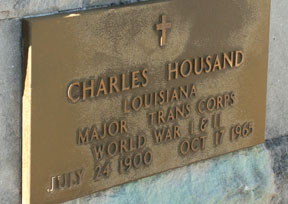 CHARLES HOUSAND
LOUISIANA
MAJOR TRANS CORPS
WORLD WAR I & II
JULY 24 1900 OCT 17 1965